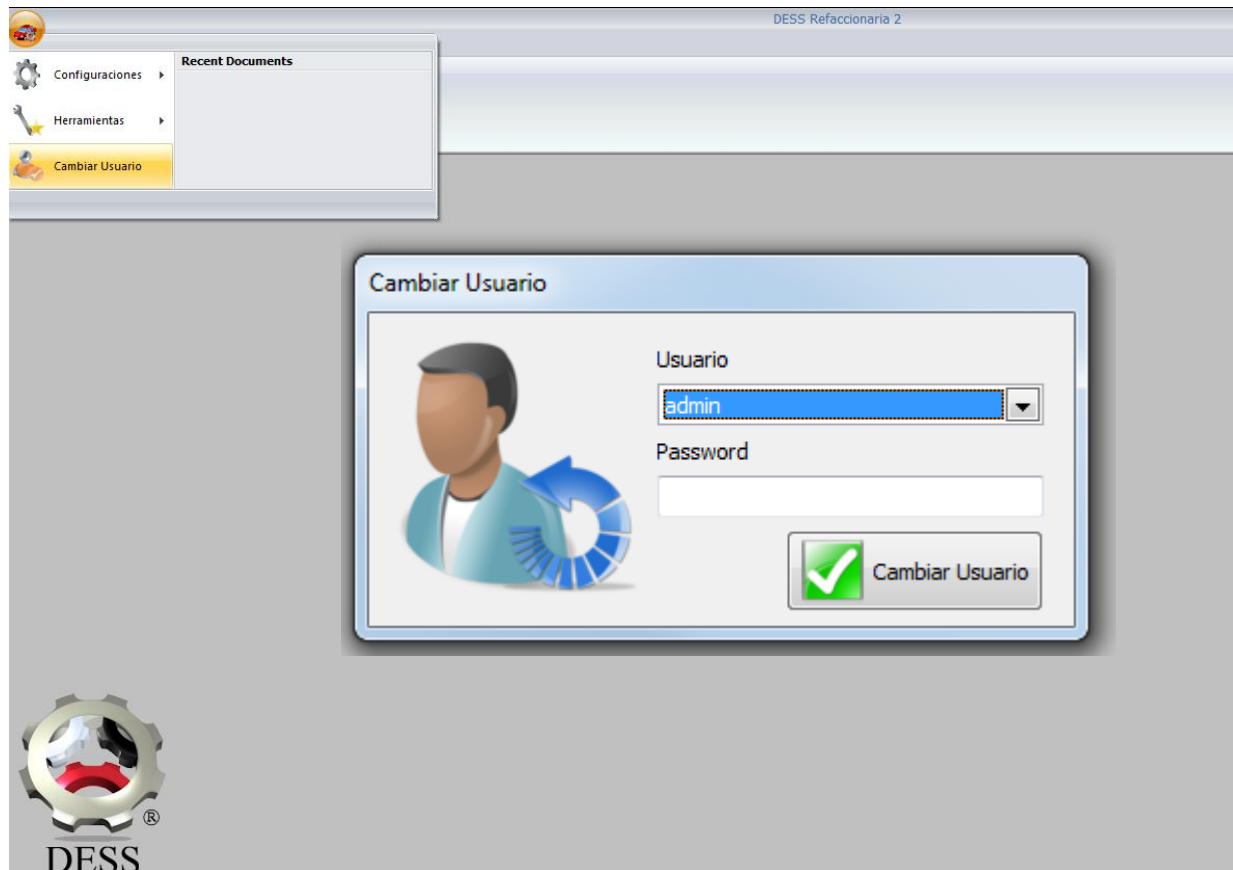 DESS Refaccionaria 2
Recent Documents
Configuraciones
Herramientas
Cambiar Usuario
Cambiar Usuario
Usuario
admin
Password
Cambiar Usuario
®
DESS